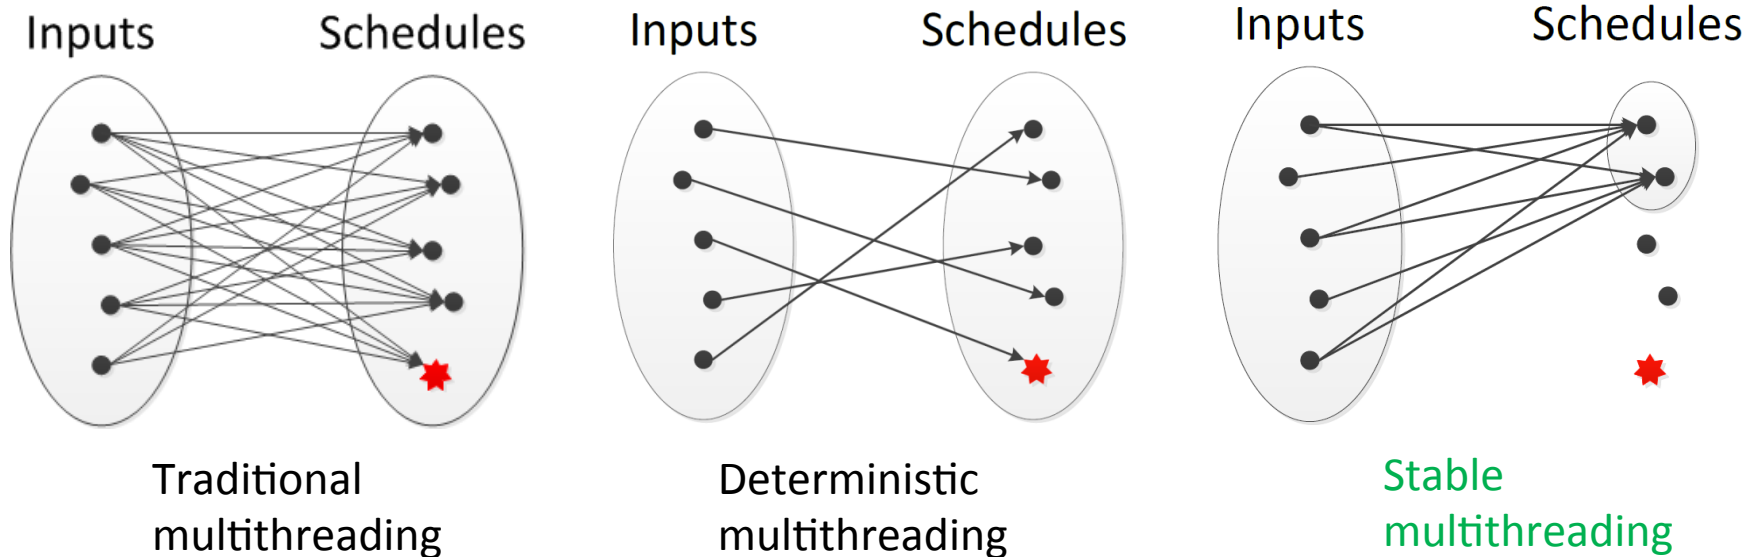 Inputs Schedules
Inputs Schedules
Inputs Schedules
Traditional
multithreading
Deterministic
multithreading
Stable
multithreading